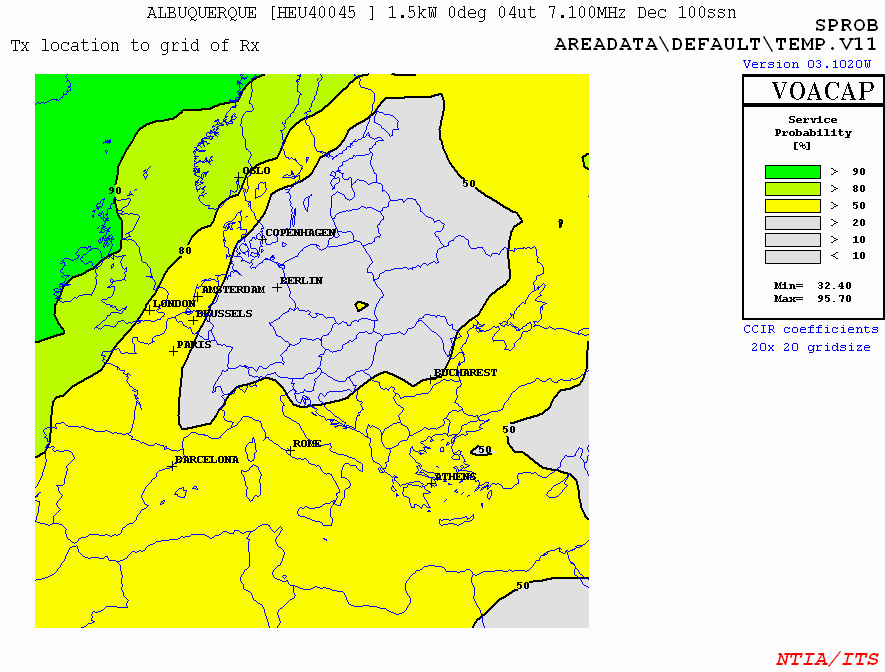 ALBUQUERQUE [HEU40045 ] 1.5kW 0deg 04ut 7.100MHz Dec 100ssn
SPROB
Tx location to grid of Rx
AREADATA\DEFAULT\TEMP.V11
Version 03.1020W
VOACAP
Service
Probability
[%]
> 90
> 80
> 50
> 20
> 10
< 10
Min= 32.40
Max= 95.70
CCIR coefficients
20x 20 gridsize
OSLO
50
90
COPENHAGEN
80
BERLIN
AMSTERDAM
LONDON
BRUSSELS
PARIS
BUCHAREST
50
ROME
50
BARCELONA
ATHENS
50
NTIA/ITS